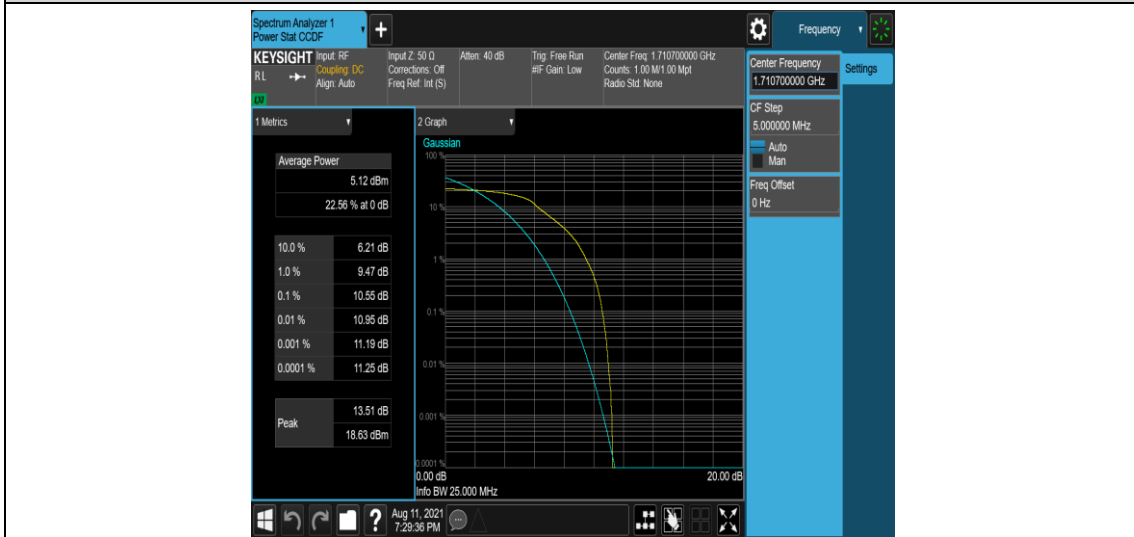 Spectrum Analyzer 1
Power Stat CCDF
Frequency
KEYSIGHT
RL
LXI
Input: RF
Coupling: DC
Align: Auto
Input Z: 50 Ω
Corrections: Off
Freq Ref: Int (S)
Atten: 40 dB
Trig: Free Run
#IF Gain: Low
Center Freq: 1.710700000 GHz
Counts: 1.00 M/1.00 Mpt
Radio Std: None
Center Frequency
1.710700000 GHz
Settings
CF Step
5.000000 MHz
Auto
Man
Freq Offset
0 Hz
1 Metrics
Average Power
5.12 dBm
22.56 % at 0 dB
10.0 % 6.21 dB
1.0 % 9.47 dB
0.1 % 10.55 dB
0.01 % 10.95 dB
0.001 % 11.19 dB
0.0001 % 11.25 dB
Peak
13.51 dB
18.63 dBm
2 Graph
Gaussian
100 %
10 %
1 %
0.1 %
0.01 %
0.001 %
0.0001 %
0.00 dB 20.00 dB
Info BW 25.000 MHz
?
Aug 11, 2021
7:29:36 PM